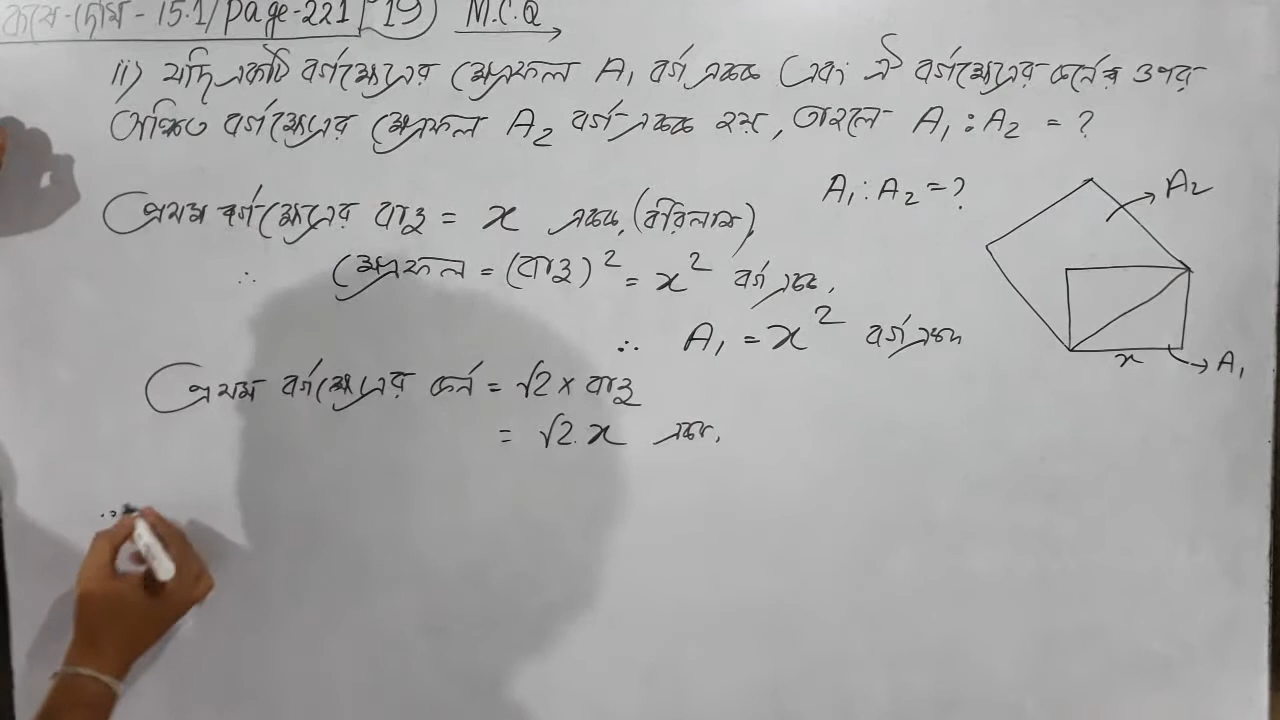 কষে-দেখি-15.1/page-221 19 M.C.Q
ii) যদি একটি বর্গক্ষেত্রের ক্ষেত্রফল A₁ বর্গ একক এবং ঐ বর্গক্ষেত্রের কর্নের উপর
অঙ্কিত বর্গক্ষেত্রের ক্ষেত্রফল A₂ বর্গ একক হয়, তাহলে A₁ : A₂ = ?
A₁ : A₂ = ?
A₂
প্রথম বর্গক্ষেত্রের বাহু = x একক, (ধরিলাম),
∴ ক্ষেত্রফল = (বাহু)² = x² বর্গ একক,
∴ A₁ = x² বর্গ একক
x A₁
প্রথম বর্গক্ষেত্রের কর্ন = √2 × বাহু
= √2. x একক,